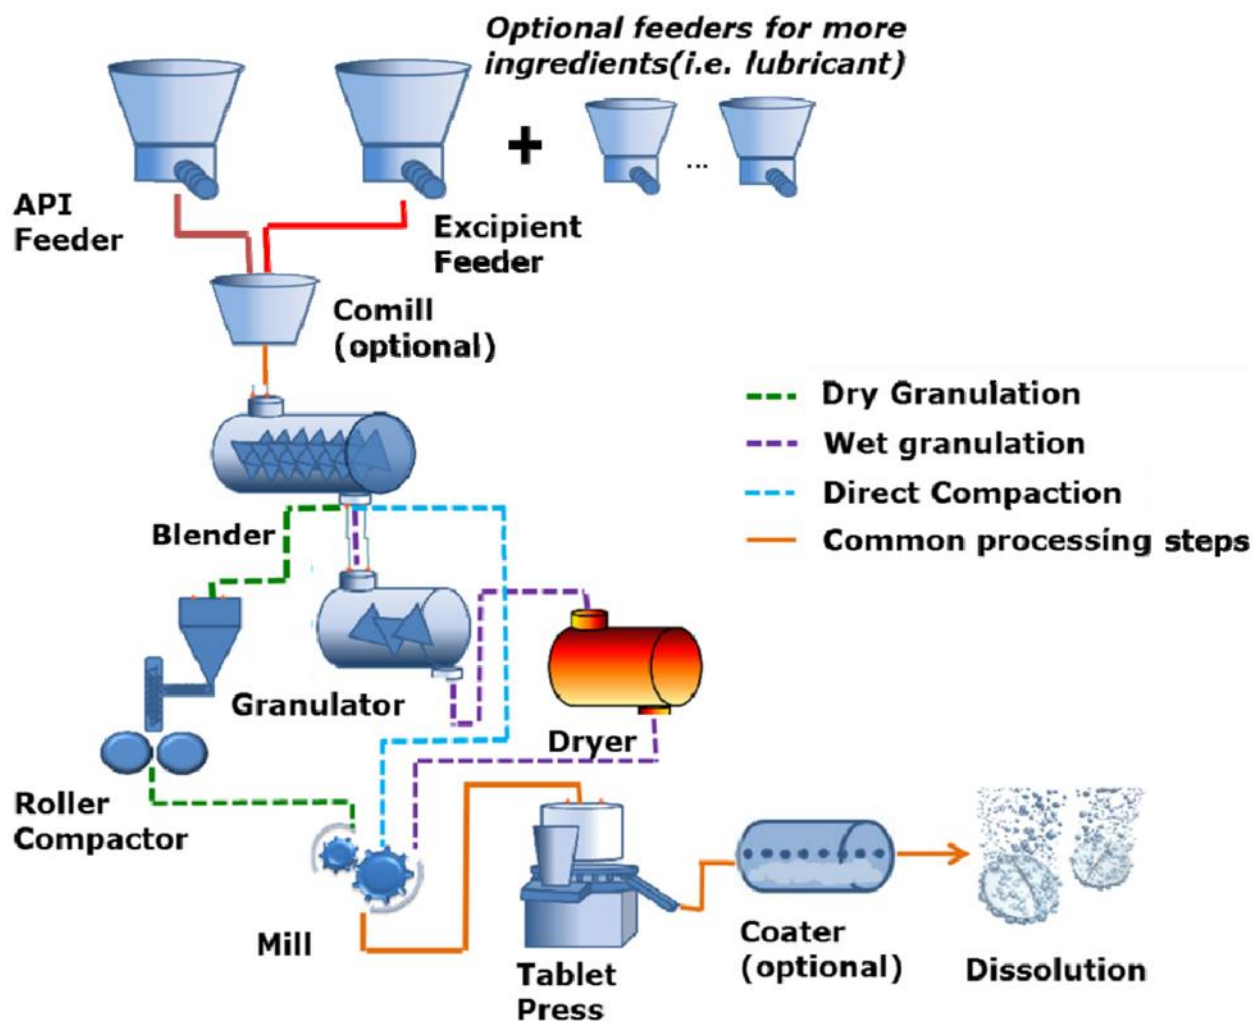 Optional feeders for more
ingredients(i.e. lubricant)
+
...
API
Feeder
Excipient
Feeder
Comill
(optional)
Dry Granulation
Wet granulation
Direct Compaction
Common processing steps
Blender
Granulator
Dryer
Roller
Compactor
Mill
Tablet
Press
Coater
(optional)
Dissolution